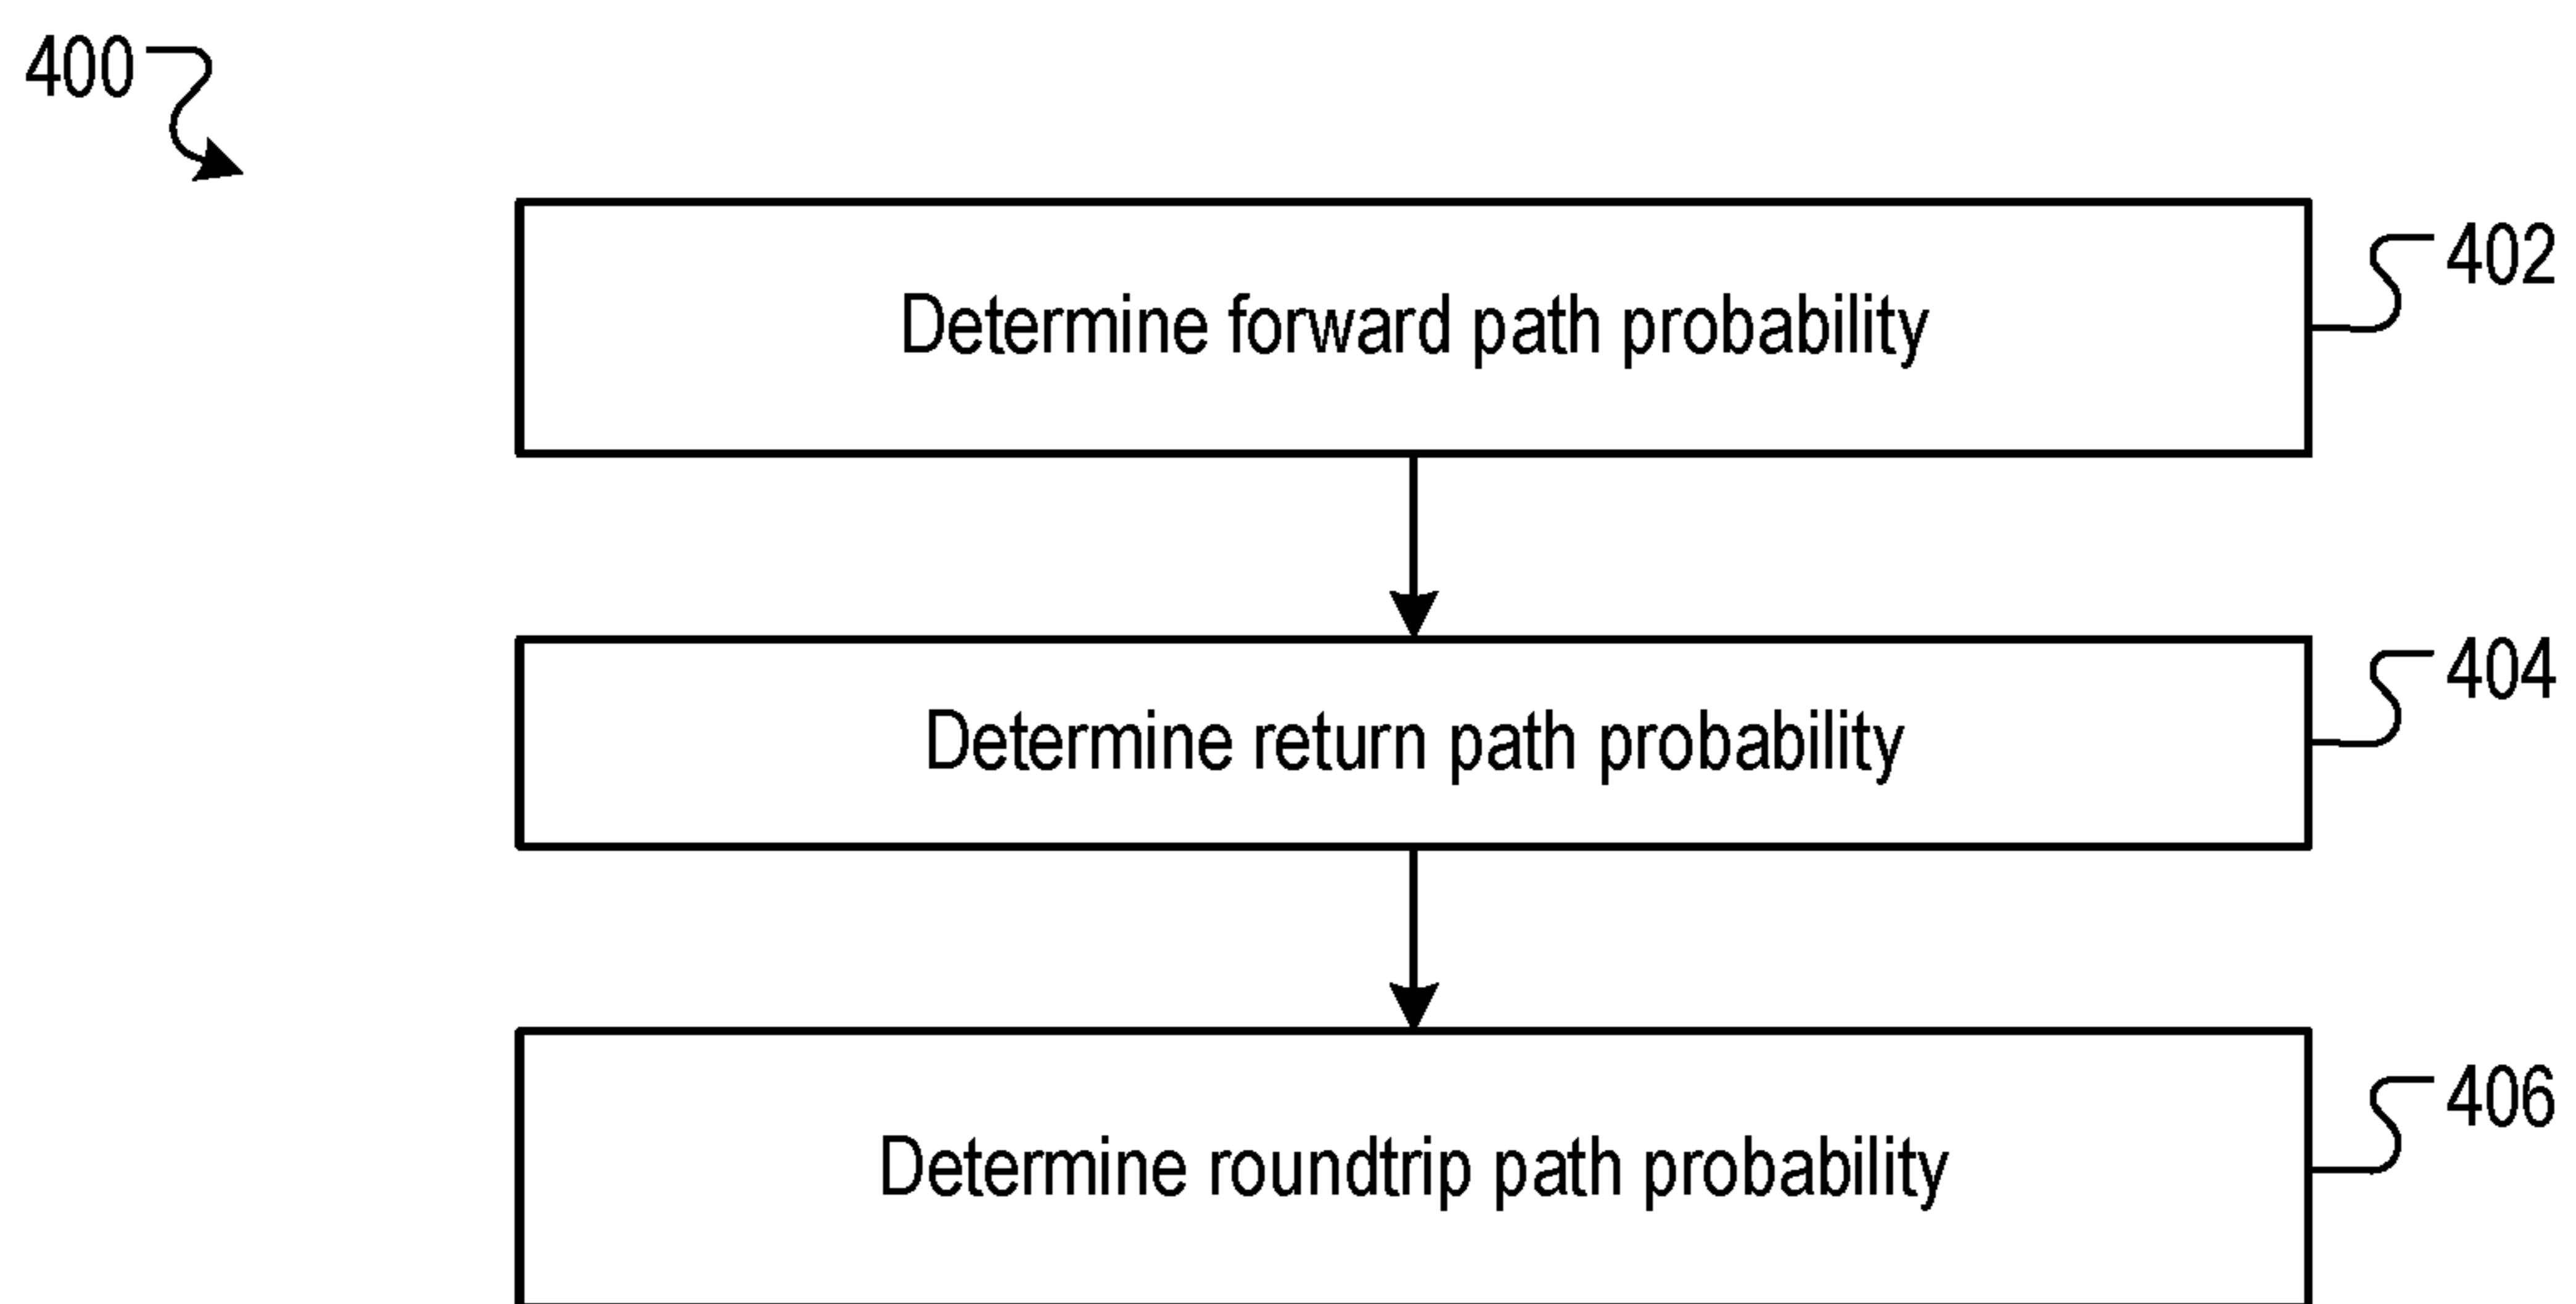 400
402
Determine forward path probability
404
Determine return path probability
406
Determine roundtrip path probability